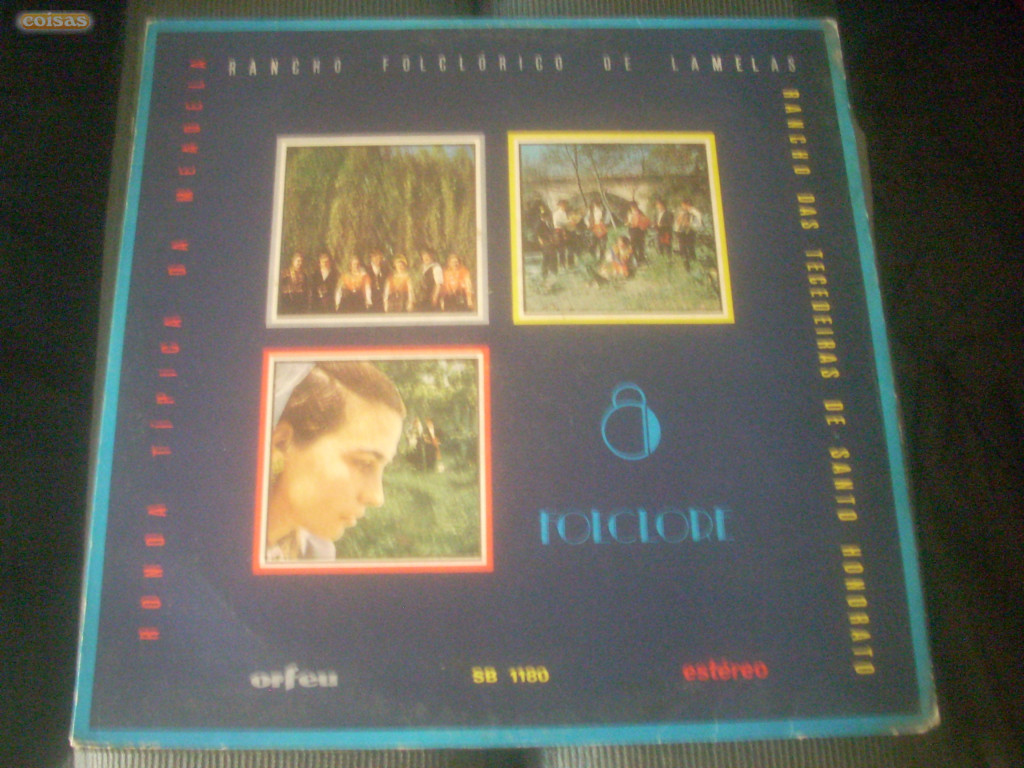 coisas
RANCHO FOLCLÓRICO DE LAMELAS
RONDA TÍPICA DA MEADELA
RANCHO DAS TECEDEIRAS DE SANTO HONORATO
FOLCLORE
orfeu
SB 1180
estéreo